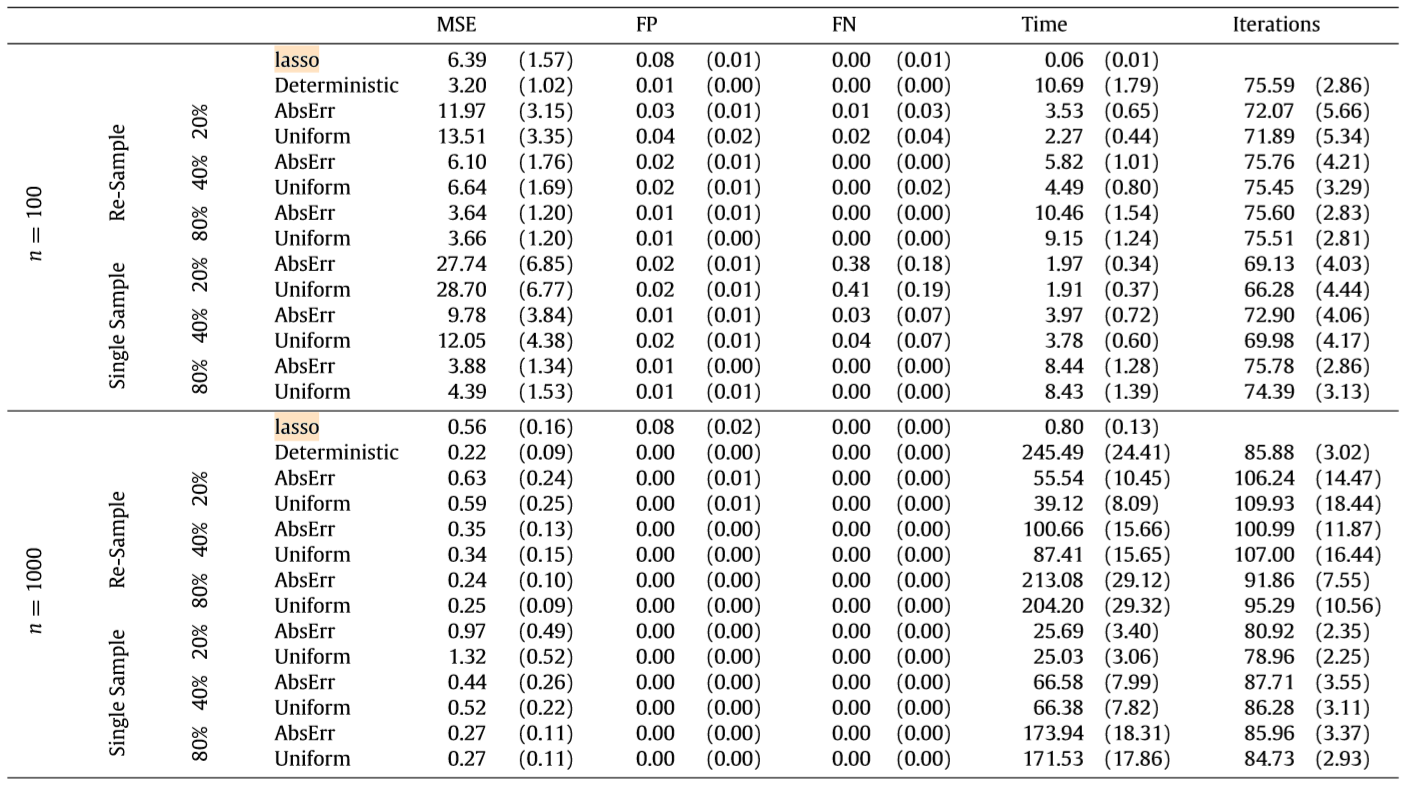 MSE FP FN Time Iterations
n = 100
Re-Sample
Single Sample
20%
40%
80%
20%
40%
80%
lasso 6.39 (1.57) 0.08 (0.01) 0.00 (0.01) 0.06 (0.01)
Deterministic 3.20 (1.02) 0.01 (0.00) 0.00 (0.00) 10.69 (1.79) 75.59 (2.86)
AbsErr 11.97 (3.15) 0.03 (0.01) 0.01 (0.03) 3.53 (0.65) 72.07 (5.66)
Uniform 13.51 (3.35) 0.04 (0.02) 0.02 (0.04) 2.27 (0.44) 71.89 (5.34)
AbsErr 6.10 (1.76) 0.02 (0.01) 0.00 (0.00) 5.82 (1.01) 75.76 (4.21)
Uniform 6.64 (1.69) 0.02 (0.01) 0.00 (0.02) 4.49 (0.80) 75.45 (3.29)
AbsErr 3.64 (1.20) 0.01 (0.01) 0.00 (0.00) 10.46 (1.54) 75.60 (2.83)
Uniform 3.66 (1.20) 0.01 (0.00) 0.00 (0.00) 9.15 (1.24) 75.51 (2.81)
AbsErr 27.74 (6.85) 0.02 (0.01) 0.38 (0.18) 1.97 (0.34) 69.13 (4.03)
Uniform 28.70 (6.77) 0.02 (0.01) 0.41 (0.19) 1.91 (0.37) 66.28 (4.44)
AbsErr 9.78 (3.84) 0.01 (0.01) 0.03 (0.07) 3.97 (0.72) 72.90 (4.06)
Uniform 12.05 (4.38) 0.02 (0.01) 0.04 (0.07) 3.78 (0.60) 69.98 (4.17)
AbsErr 3.88 (1.34) 0.01 (0.00) 0.00 (0.00) 8.44 (1.28) 75.78 (2.86)
Uniform 4.39 (1.53) 0.01 (0.01) 0.00 (0.00) 8.43 (1.39) 74.39 (3.13)
n = 1000
Re-Sample
Single Sample
20%
40%
80%
20%
40%
80%
lasso 0.56 (0.16) 0.08 (0.02) 0.00 (0.00) 0.80 (0.13)
Deterministic 0.22 (0.09) 0.00 (0.00) 0.00 (0.00) 245.49 (24.41) 85.88 (3.02)
AbsErr 0.63 (0.24) 0.00 (0.01) 0.00 (0.00) 55.54 (10.45) 106.24 (14.47)
Uniform 0.59 (0.25) 0.00 (0.01) 0.00 (0.00) 39.12 (8.09) 109.93 (18.44)
AbsErr 0.35 (0.13) 0.00 (0.00) 0.00 (0.00) 100.66 (15.66) 100.99 (11.87)
Uniform 0.34 (0.15) 0.00 (0.00) 0.00 (0.00) 87.41 (15.65) 107.00 (16.44)
AbsErr 0.24 (0.10) 0.00 (0.00) 0.00 (0.00) 213.08 (29.12) 91.86 (7.55)
Uniform 0.25 (0.09) 0.00 (0.00) 0.00 (0.00) 204.20 (29.32) 95.29 (10.56)
AbsErr 0.97 (0.49) 0.00 (0.00) 0.00 (0.00) 25.69 (3.40) 80.92 (2.35)
Uniform 1.32 (0.52) 0.00 (0.00) 0.00 (0.00) 25.03 (3.06) 78.96 (2.25)
AbsErr 0.44 (0.26) 0.00 (0.00) 0.00 (0.00) 66.58 (7.99) 87.71 (3.55)
Uniform 0.52 (0.22) 0.00 (0.00) 0.00 (0.00) 66.38 (7.82) 86.28 (3.11)
AbsErr 0.27 (0.11) 0.00 (0.00) 0.00 (0.00) 173.94 (18.31) 85.96 (3.37)
Uniform 0.27 (0.11) 0.00 (0.00) 0.00 (0.00) 171.53 (17.86) 84.73 (2.93)